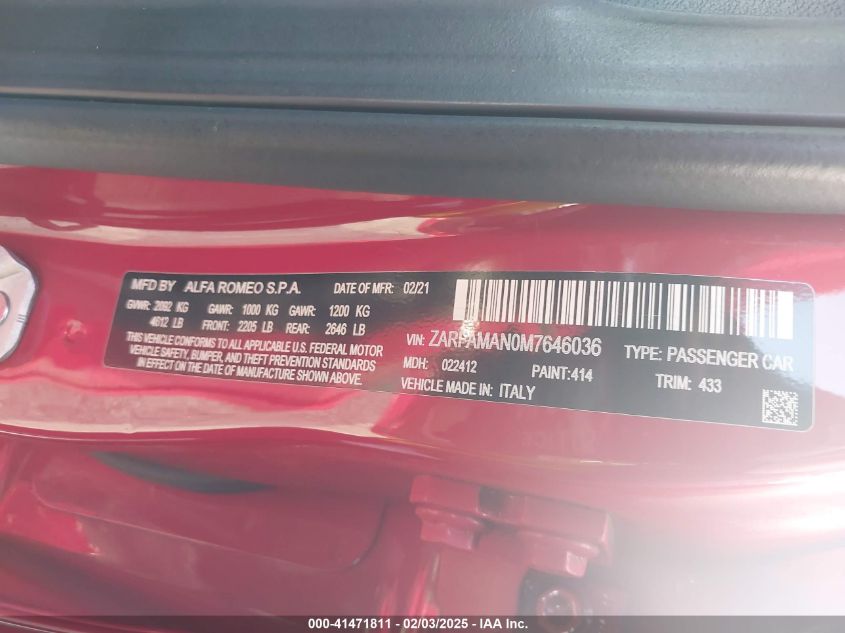 MFD BY ALFA ROMEO S.P.A. DATE OF MFR: 02/21
GVWR: 2092 KG GAWR: 1000 KG GAWR: 1200 KG
4612 LB FRONT: 2205 LB REAR: 2646 LB
THIS VEHICLE CONFORMS TO ALL APPLICABLE U.S. FEDERAL MOTOR
VEHICLE SAFETY, BUMPER, AND THEFT PREVENTION STANDARDS
IN EFFECT ON THE DATE OF MANUFACTURE SHOWN ABOVE.
VIN: ZARFAMAN0M7646036 TYPE: PASSENGER CAR
MDH: 022412 PAINT:414 TRIM: 433
VEHICLE MADE IN: ITALY
000-41471811 - 02/03/2025 - IAA Inc.